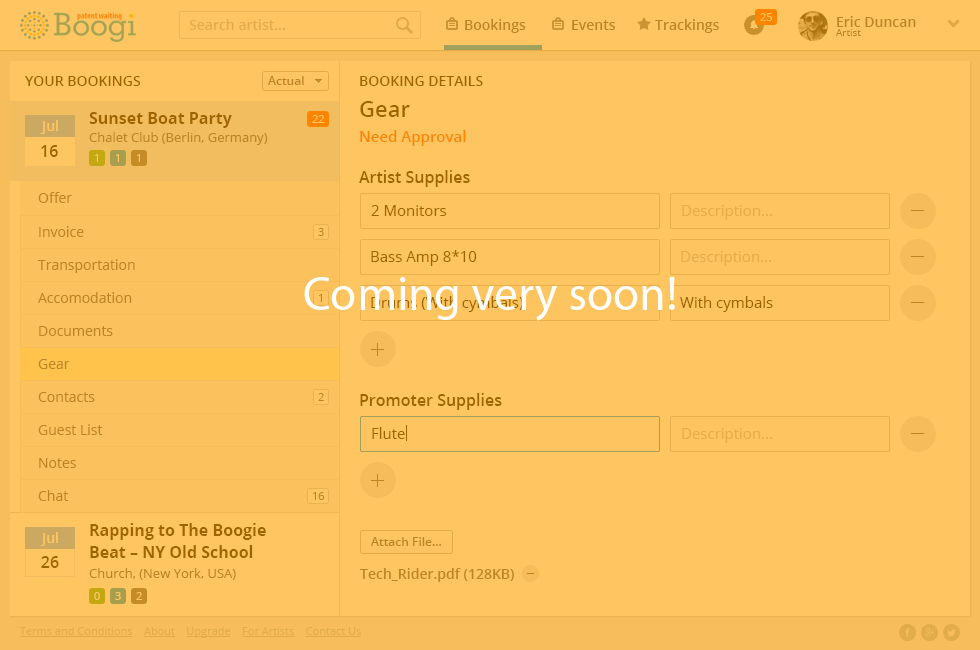 patent waiting
Boogi
Search artist...
Bookings
Events
Trackings
25
Eric Duncan
Artist
YOUR BOOKINGS
Actual
Jul
16
Sunset Boat Party
22
Chalet Club (Berlin, Germany)
1 1 1
Offer
Invoice 3
Transportation
Accomodation 1
Documents
Gear
Contacts 2
Guest List
Notes
Chat 16
Jul
26
Rapping to The Boogie
Beat – NY Old School
Church, (New York, USA)
0 3 2
BOOKING DETAILS
Gear
Need Approval
Artist Supplies
2 Monitors Description...
Bass Amp 8*10 Description...
Coming very soon!
Drums (With cymbals) With cymbals
Promoter Supplies
Flute Description...
Attach File...
Tech_Rider.pdf (128KB)
Terms and Conditions About Upgrade For Artists Contact Us